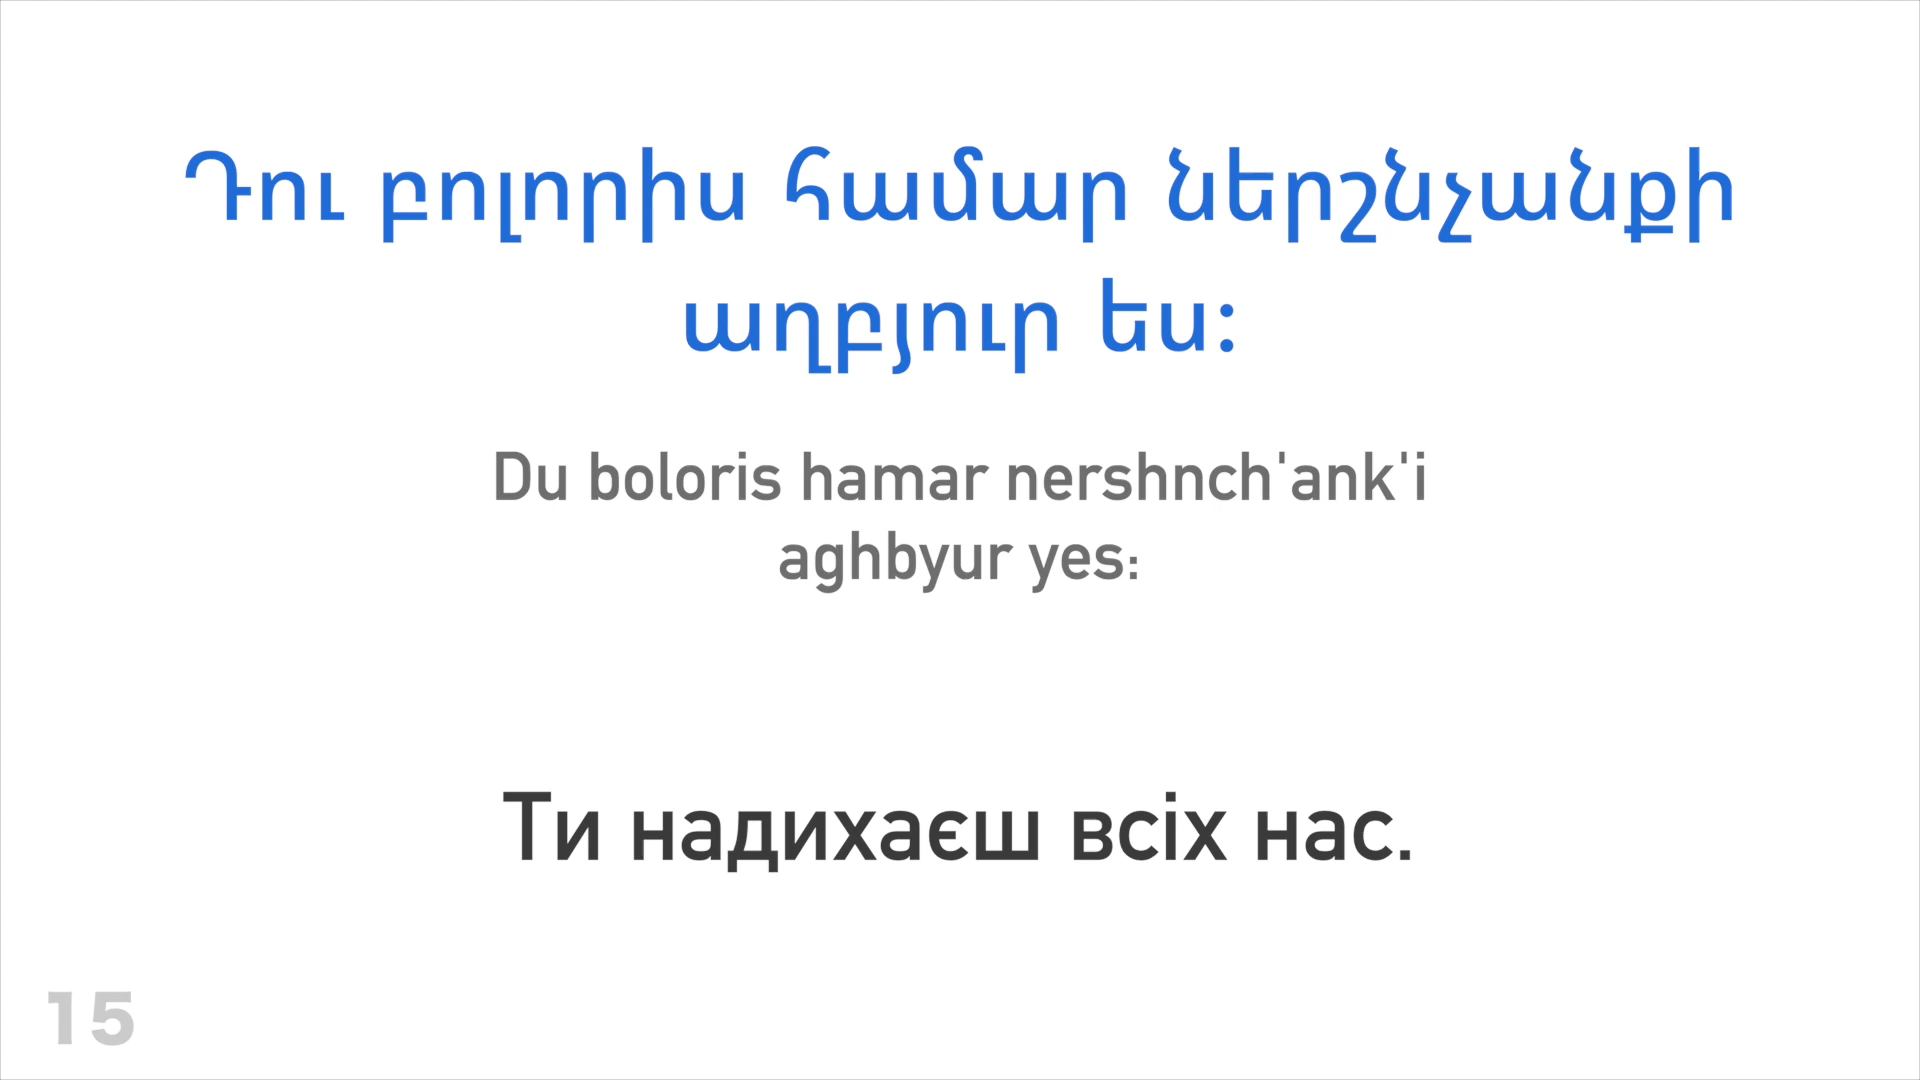 Դու բոլորիս համար ներշնչանքի
աղբյուր ես:
Du boloris hamar nershnch'ank'i
aghbyur yes:
Ти надихаєш всіх нас.
15